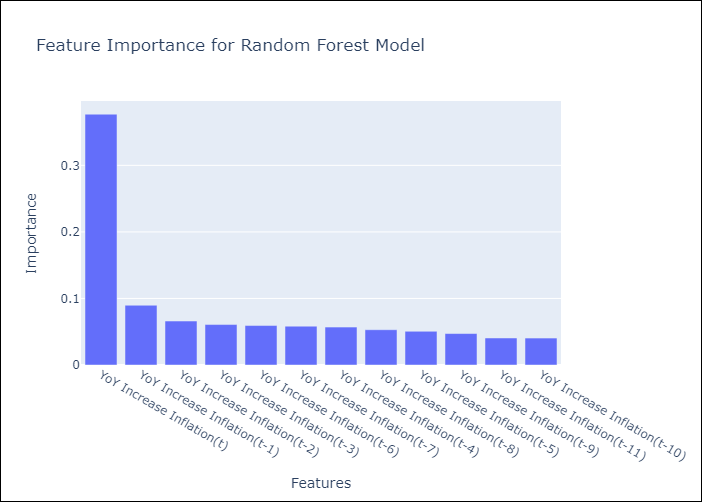 Feature Importance for Random Forest Model
Importance
0.3
0.2
0.1
0
YoY Increase Inflation(t)
YoY Increase Inflation(t-1)
YoY Increase Inflation(t-2)
YoY Increase Inflation(t-3)
YoY Increase Inflation(t-6)
YoY Increase Inflation(t-7)
YoY Increase Inflation(t-4)
YoY Increase Inflation(t-8)
YoY Increase Inflation(t-5)
YoY Increase Inflation(t-9)
YoY Increase Inflation(t-11)
YoY Increase Inflation(t-10)
Features